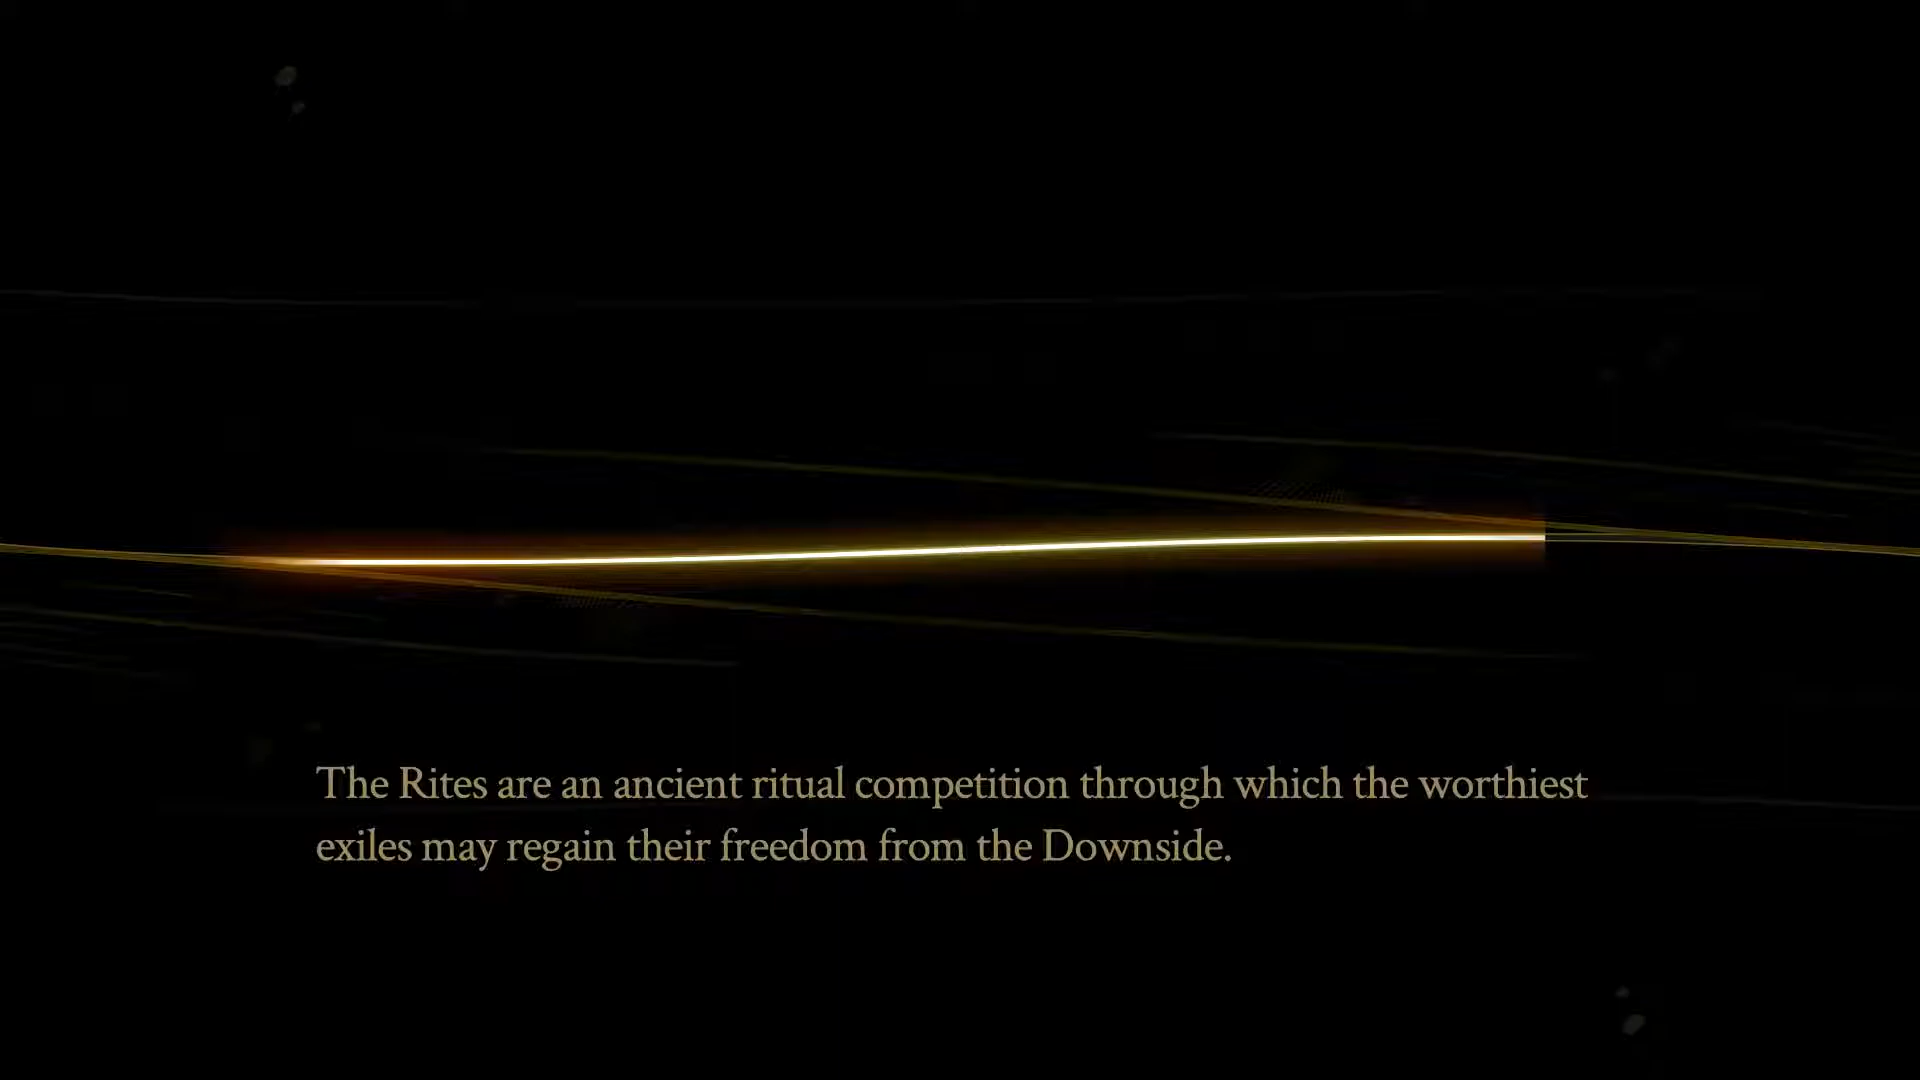 The Rites are an ancient ritual competition through which the worthiest
exiles may regain their freedom from the Downside.